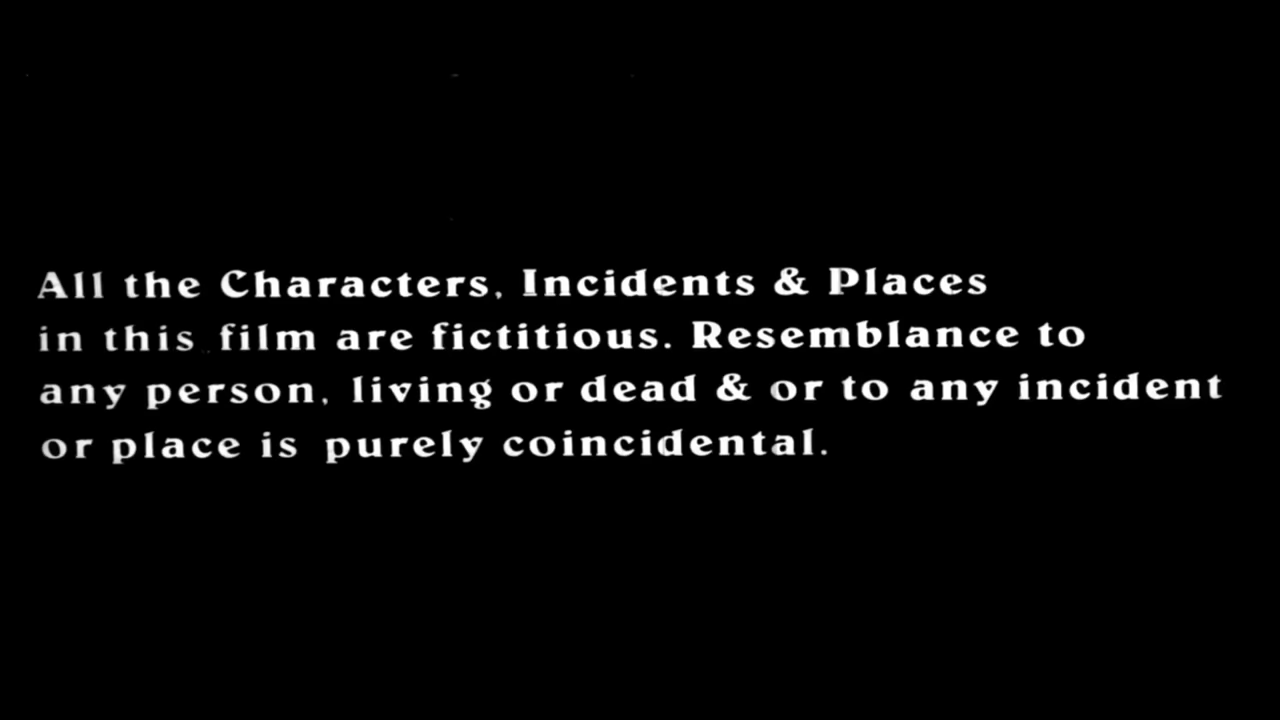 All the Characters, Incidents & Places
in this film are fictitious. Resemblance to
any person, living or dead & or to any incident
or place is purely coincidental.